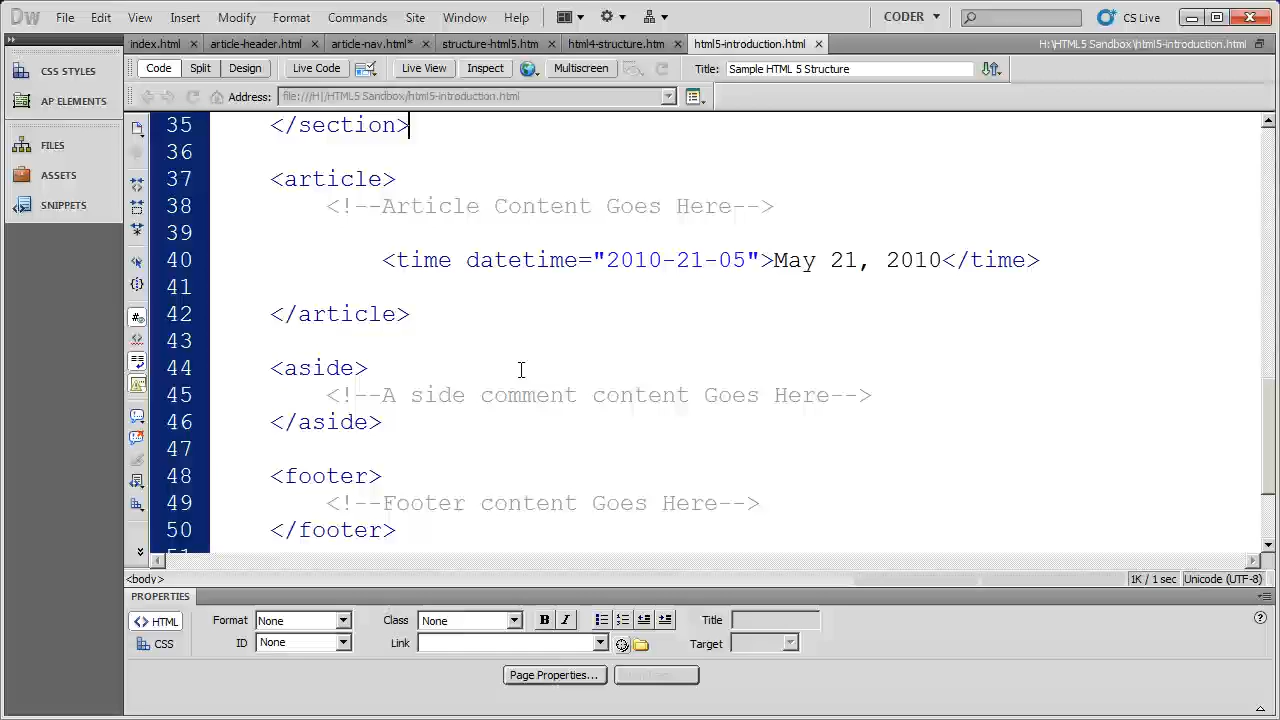 Dw File Edit View Insert Modify Format Commands Site Window Help CODER CS Live
index.html article-header.html article-nav.html* structure-html5.htm html4-structure.htm html5-introduction.html H:\HTML5 Sandbox\html5-introduction.html
CSS STYLES
AP ELEMENTS
FILES
ASSETS
SNIPPETS
Code Split Design Live Code Live View Inspect Multiscreen Title: Sample HTML 5 Structure
Address: file:///H|/HTML5 Sandbox/html5-introduction.html
35 </section>
36
37 <article>
38 <!--Article Content Goes Here-->
39
40 <time datetime="2010-21-05">May 21, 2010</time>
41
42 </article>
43
44 <aside>
45 <!--A side comment content Goes Here-->
46 </aside>
47
48 <footer>
49 <!--Footer content Goes Here-->
50 </footer>
51
<body> 1K / 1 sec Unicode (UTF-8)
PROPERTIES
<> HTML Format None Class None B I Title
CSS ID None Link Target
Page Properties...